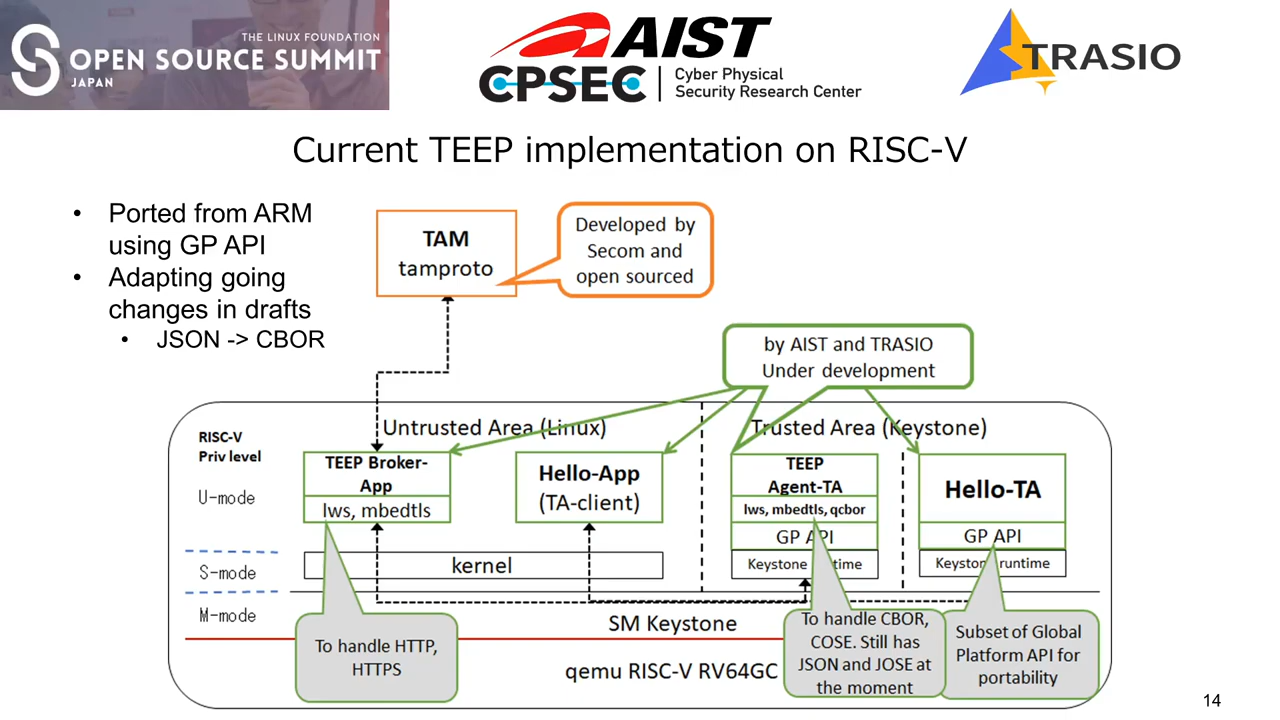 THE LINUX FOUNDATION
OPEN SOURCE SUMMIT
JAPAN
AIST
CPSEC
Cyber Physical
Security Research Center
TRASIO
Current TEEP implementation on RISC-V
• Ported from ARM
using GP API
• Adapting going
changes in drafts
• JSON -> CBOR
TAM
tamproto
Developed by
Secom and
open sourced
by AIST and TRASIO
Under development
Untrusted Area (Linux)
Trusted Area (Keystone)
RISC-V
Priv level
U-mode
S-mode
M-mode
TEEP Broker-
App
lws, mbedtls
Hello-App
(TA-client)
TEEP
Agent-TA
lws, mbedtls, qcbor
GP API
Keystone time
Hello-TA
GP API
Keystone runtime
kernel
SM Keystone
qemu RISC-V RV64GC
To handle HTTP,
HTTPS
To handle CBOR,
COSE. Still has
JSON and JOSE at
the moment
Subset of Global
Platform API for
portability
14